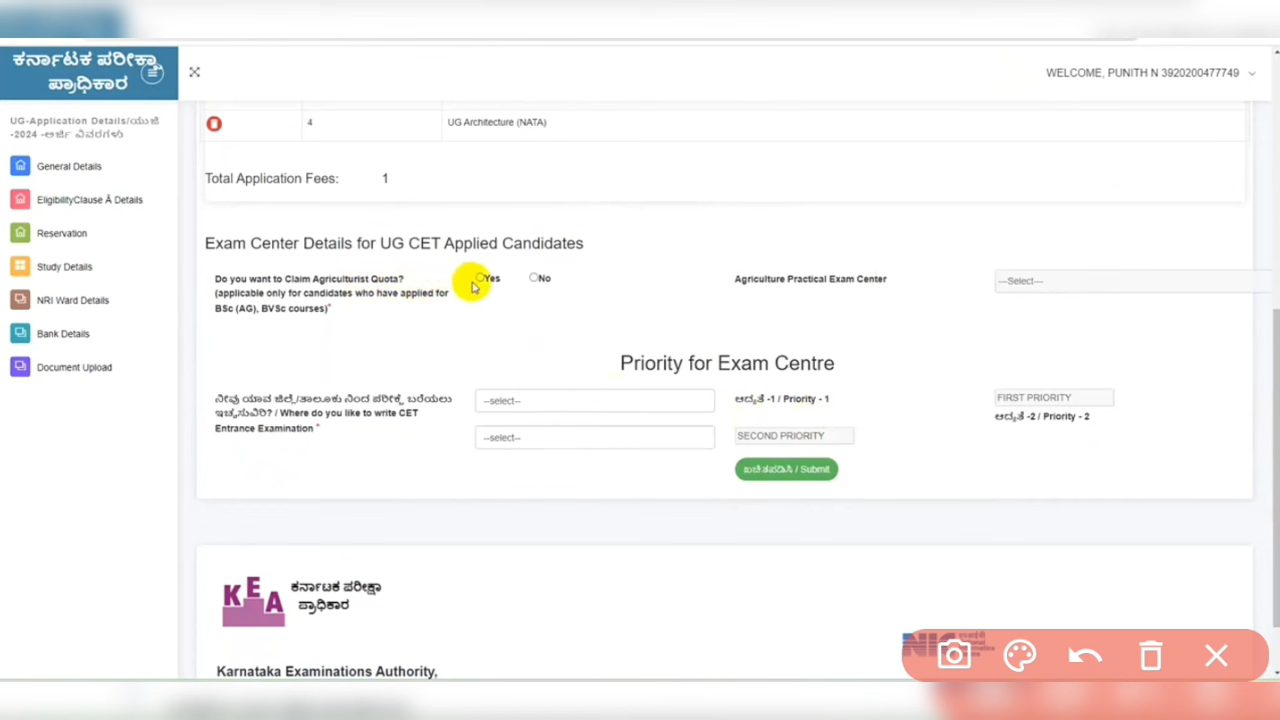 ಕರ್ನಾಟಕ ಪರೀಕ್ಷಾ
ಪ್ರಾಧಿಕಾರ
WELCOME, PUNITH N 3920200477749
UG-Application Details/ಯುಜಿ
-2024 -ಅರ್ಜಿ ವಿವರಗಳು
General Details
EligibilityClause Â Details
Reservation
Study Details
NRI Ward Details
Bank Details
Document Upload
4 UG Architecture (NATA)
Total Application Fees: 1
Exam Center Details for UG CET Applied Candidates
Do you want to Claim Agriculturist Quota?
(applicable only for candidates who have applied for
BSc (AG), BVSc courses)*
Yes No
Agriculture Practical Exam Center
---Select---
Priority for Exam Centre
ನೀವು ಯಾವ ಜಿಲ್ಲೆ/ತಾಲೂಕು ನಿಂದ ಪರೀಕ್ಷೆ ಬರೆಯಲು
ಇಚ್ಛಿಸುವಿರಿ? / Where do you like to write CET
Entrance Examination *
--select--
--select--
ಆದ್ಯತೆ -1 / Priority - 1
FIRST PRIORITY
ಆದ್ಯತೆ -2 / Priority - 2
SECOND PRIORITY
ಖಚಿತಪಡಿಸಿ / Submit
KEA
ಕರ್ನಾಟಕ ಪರೀಕ್ಷಾ
ಪ್ರಾಧಿಕಾರ
Karnataka Examinations Authority,